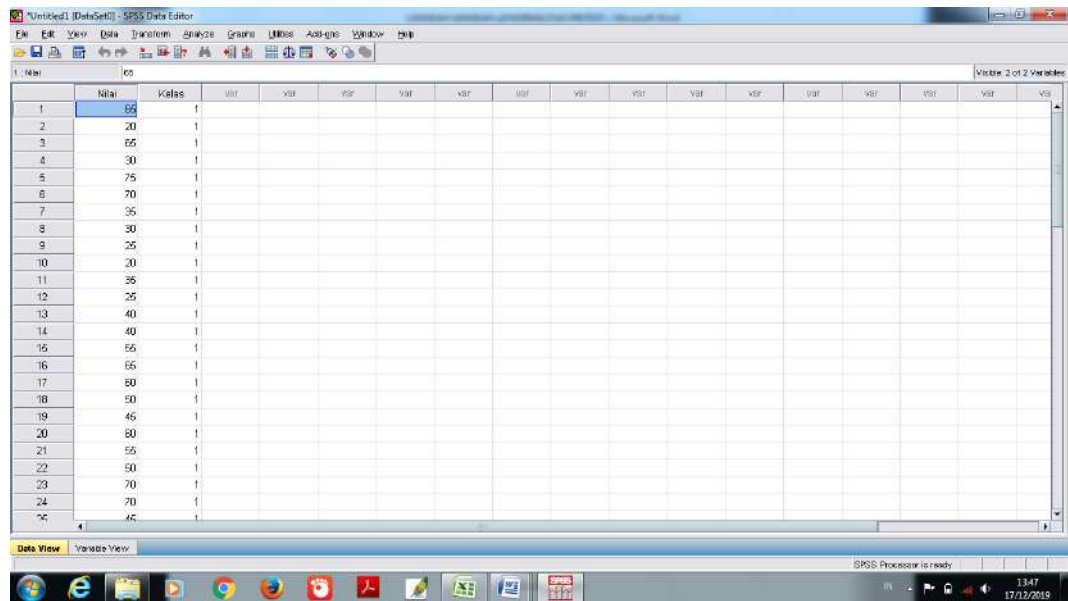 *Untitled1 [DataSet0] - SPSS Data Editor
File Edit View Data Transform Analyze Graphs Utilities Add-ons Window Help
1 : Nilai 65 Visible: 2 of 2 Variables
Nilai Kelas var var var var var var var var var var var var var
1 65 1
2 20 1
3 65 1
4 30 1
5 75 1
6 70 1
7 35 1
8 30 1
9 25 1
10 20 1
11 35 1
12 25 1
13 40 1
14 40 1
15 55 1
16 65 1
17 60 1
18 50 1
19 45 1
20 60 1
21 55 1
22 50 1
23 70 1
24 70 1
25 45 1
Data View Variable View
SPSS Processor is ready
SPSS
IN 13:47
17/12/2019